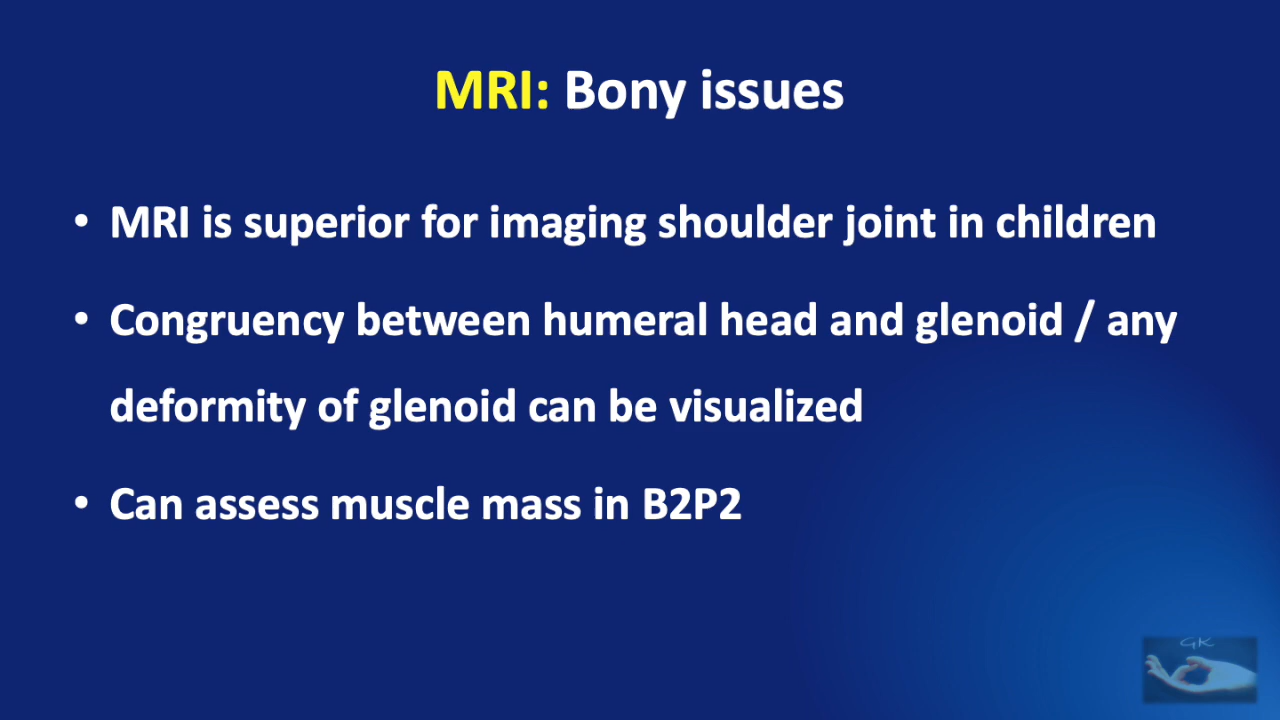 MRI: Bony issues
• MRI is superior for imaging shoulder joint in children
• Congruency between humeral head and glenoid / any
deformity of glenoid can be visualized
• Can assess muscle mass in B2P2
GK